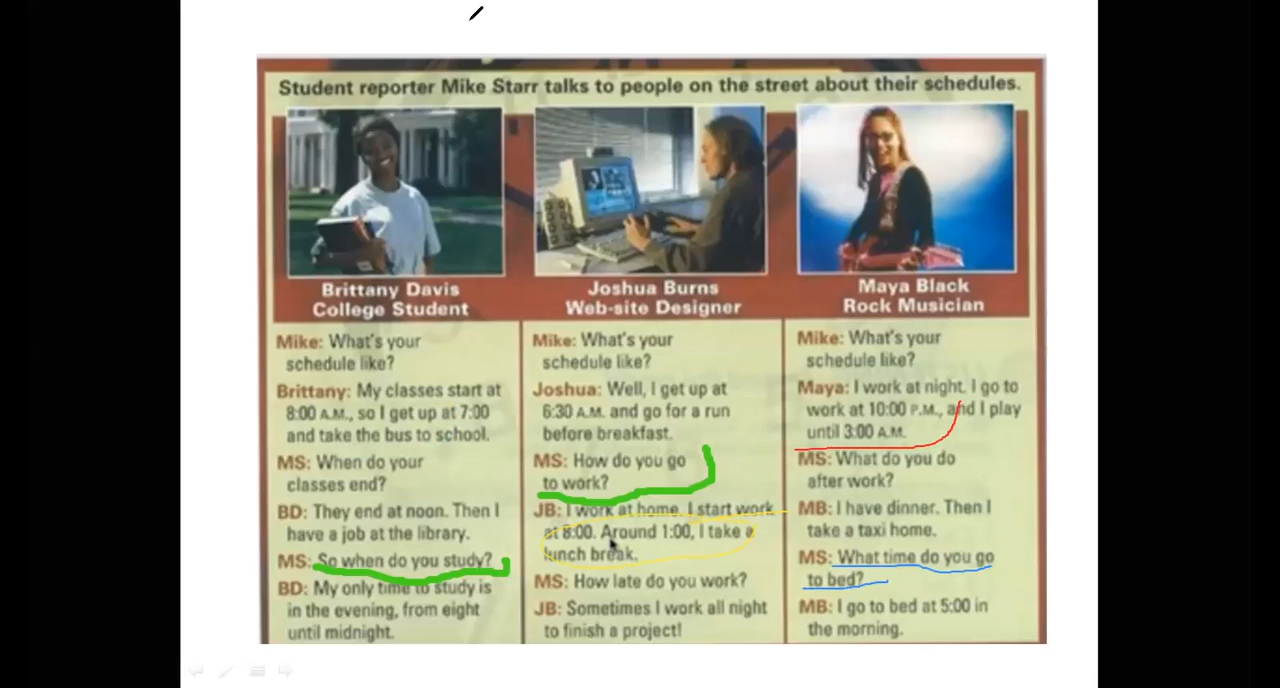 Student reporter Mike Starr talks to people on the street about their schedules.
Brittany Davis
College Student
Mike: What's your
schedule like?
Brittany: My classes start at
8:00 A.M., so I get up at 7:00
and take the bus to school.
MS: When do your
classes end?
BD: They end at noon. Then I
have a job at the library.
MS: So when do you study?
BD: My only time to study is
in the evening, from eight
until midnight.
Joshua Burns
Web-site Designer
Mike: What's your
schedule like?
Joshua: Well, I get up at
6:30 A.M. and go for a run
before breakfast.
MS: How do you go
to work?
JB: I work at home. I start work
at 8:00. Around 1:00, I take a
lunch break.
MS: How late do you work?
JB: Sometimes I work all night
to finish a project!
Maya Black
Rock Musician
Mike: What's your
schedule like?
Maya: I work at night. I go to
work at 10:00 P.M., and I play
until 3:00 A.M.
MS: What do you do
after work?
MB: I have dinner. Then I
take a taxi home.
MS: What time do you go
to bed?
MB: I go to bed at 5:00 in
the morning.